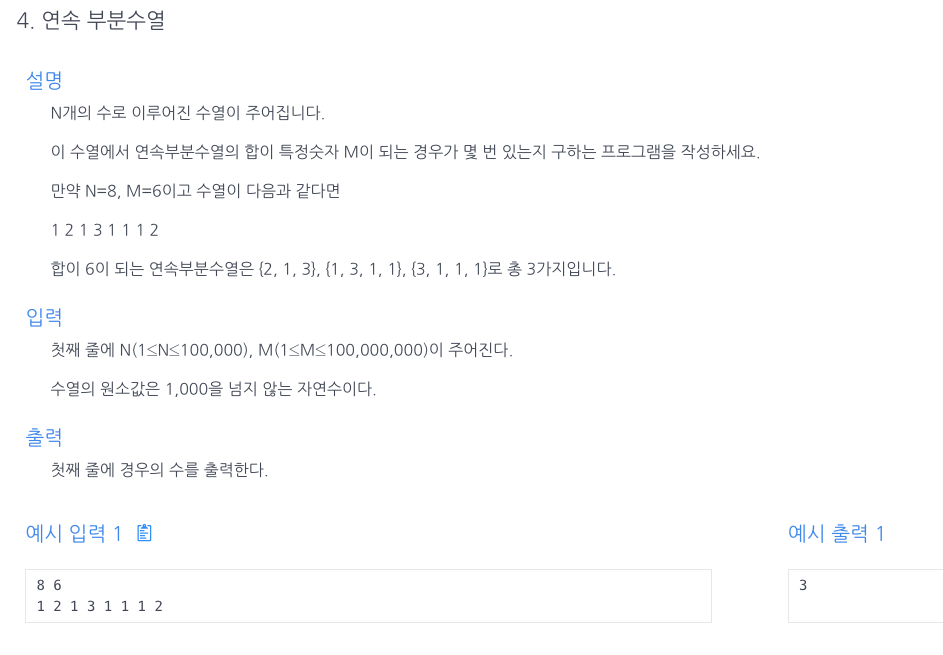 4. 연속 부분수열
설명
N개의 수로 이루어진 수열이 주어집니다.
이 수열에서 연속부분수열의 합이 특정숫자 M이 되는 경우가 몇 번 있는지 구하는 프로그램을 작성하세요.
만약 N=8, M=6이고 수열이 다음과 같다면
1 2 1 3 1 1 1 2
합이 6이 되는 연속부분수열은 {2, 1, 3}, {1, 3, 1, 1}, {3, 1, 1, 1}로 총 3가지입니다.
입력
첫째 줄에 N(1≤N≤100,000), M(1≤M≤100,000,000)이 주어진다.
수열의 원소값은 1,000을 넘지 않는 자연수이다.
출력
첫째 줄에 경우의 수를 출력한다.
예시 입력 1
8 6
1 2 1 3 1 1 1 2
예시 출력 1
3